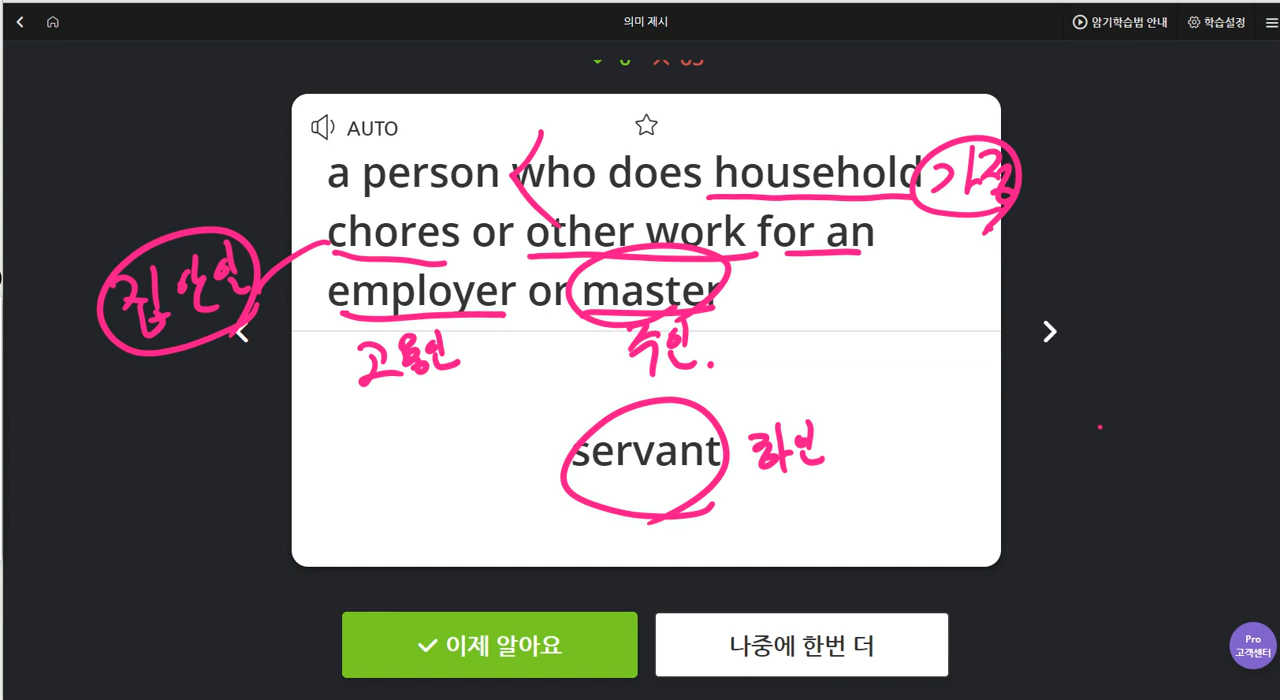 의미 제시
암기학습법 안내
학습설정
AUTO
a person who does household 가정
chores or other work for an
집안일
employer or master
고용인
주인.
servant 하인
이제 알아요
나중에 한번 더
Pro
고객센터